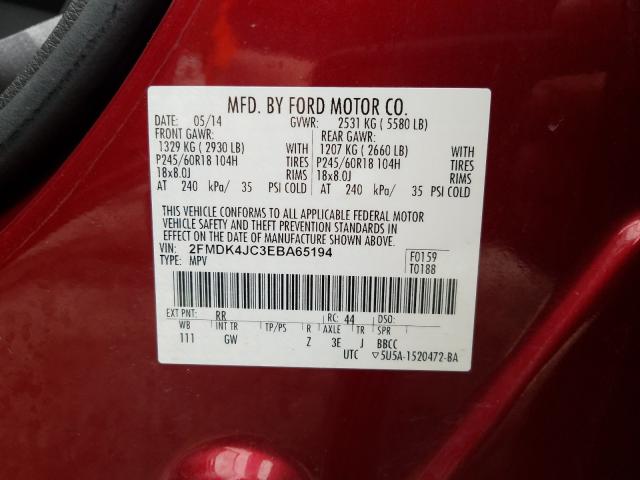 MFD. BY FORD MOTOR CO.
DATE: 05/14 GVWR: 2531 KG ( 5580 LB)
FRONT GAWR: REAR GAWR:
1329 KG ( 2930 LB) WITH 1207 KG ( 2660 LB) WITH
P245/60R18 104H TIRES P245/60R18 104H TIRES
18x8.0J RIMS 18x8.0J RIMS
AT 240 kPa/ 35 PSI COLD AT 240 kPa/ 35 PSI COLD
THIS VEHICLE CONFORMS TO ALL APPLICABLE FEDERAL MOTOR
VEHICLE SAFETY AND THEFT PREVENTION STANDARDS IN
EFFECT ON THE DATE OF MANUFACTURE SHOWN ABOVE.
VIN: 2FMDK4JC3EBA65194 F0159
TYPE: MPV T0188
EXT PNT: RR RC: 44 DSO:
WB INT TR TP/PS R AXLE TR SPR
111 GW Z 3E J BBCC
UTC ▽5U5A-1520472-BA